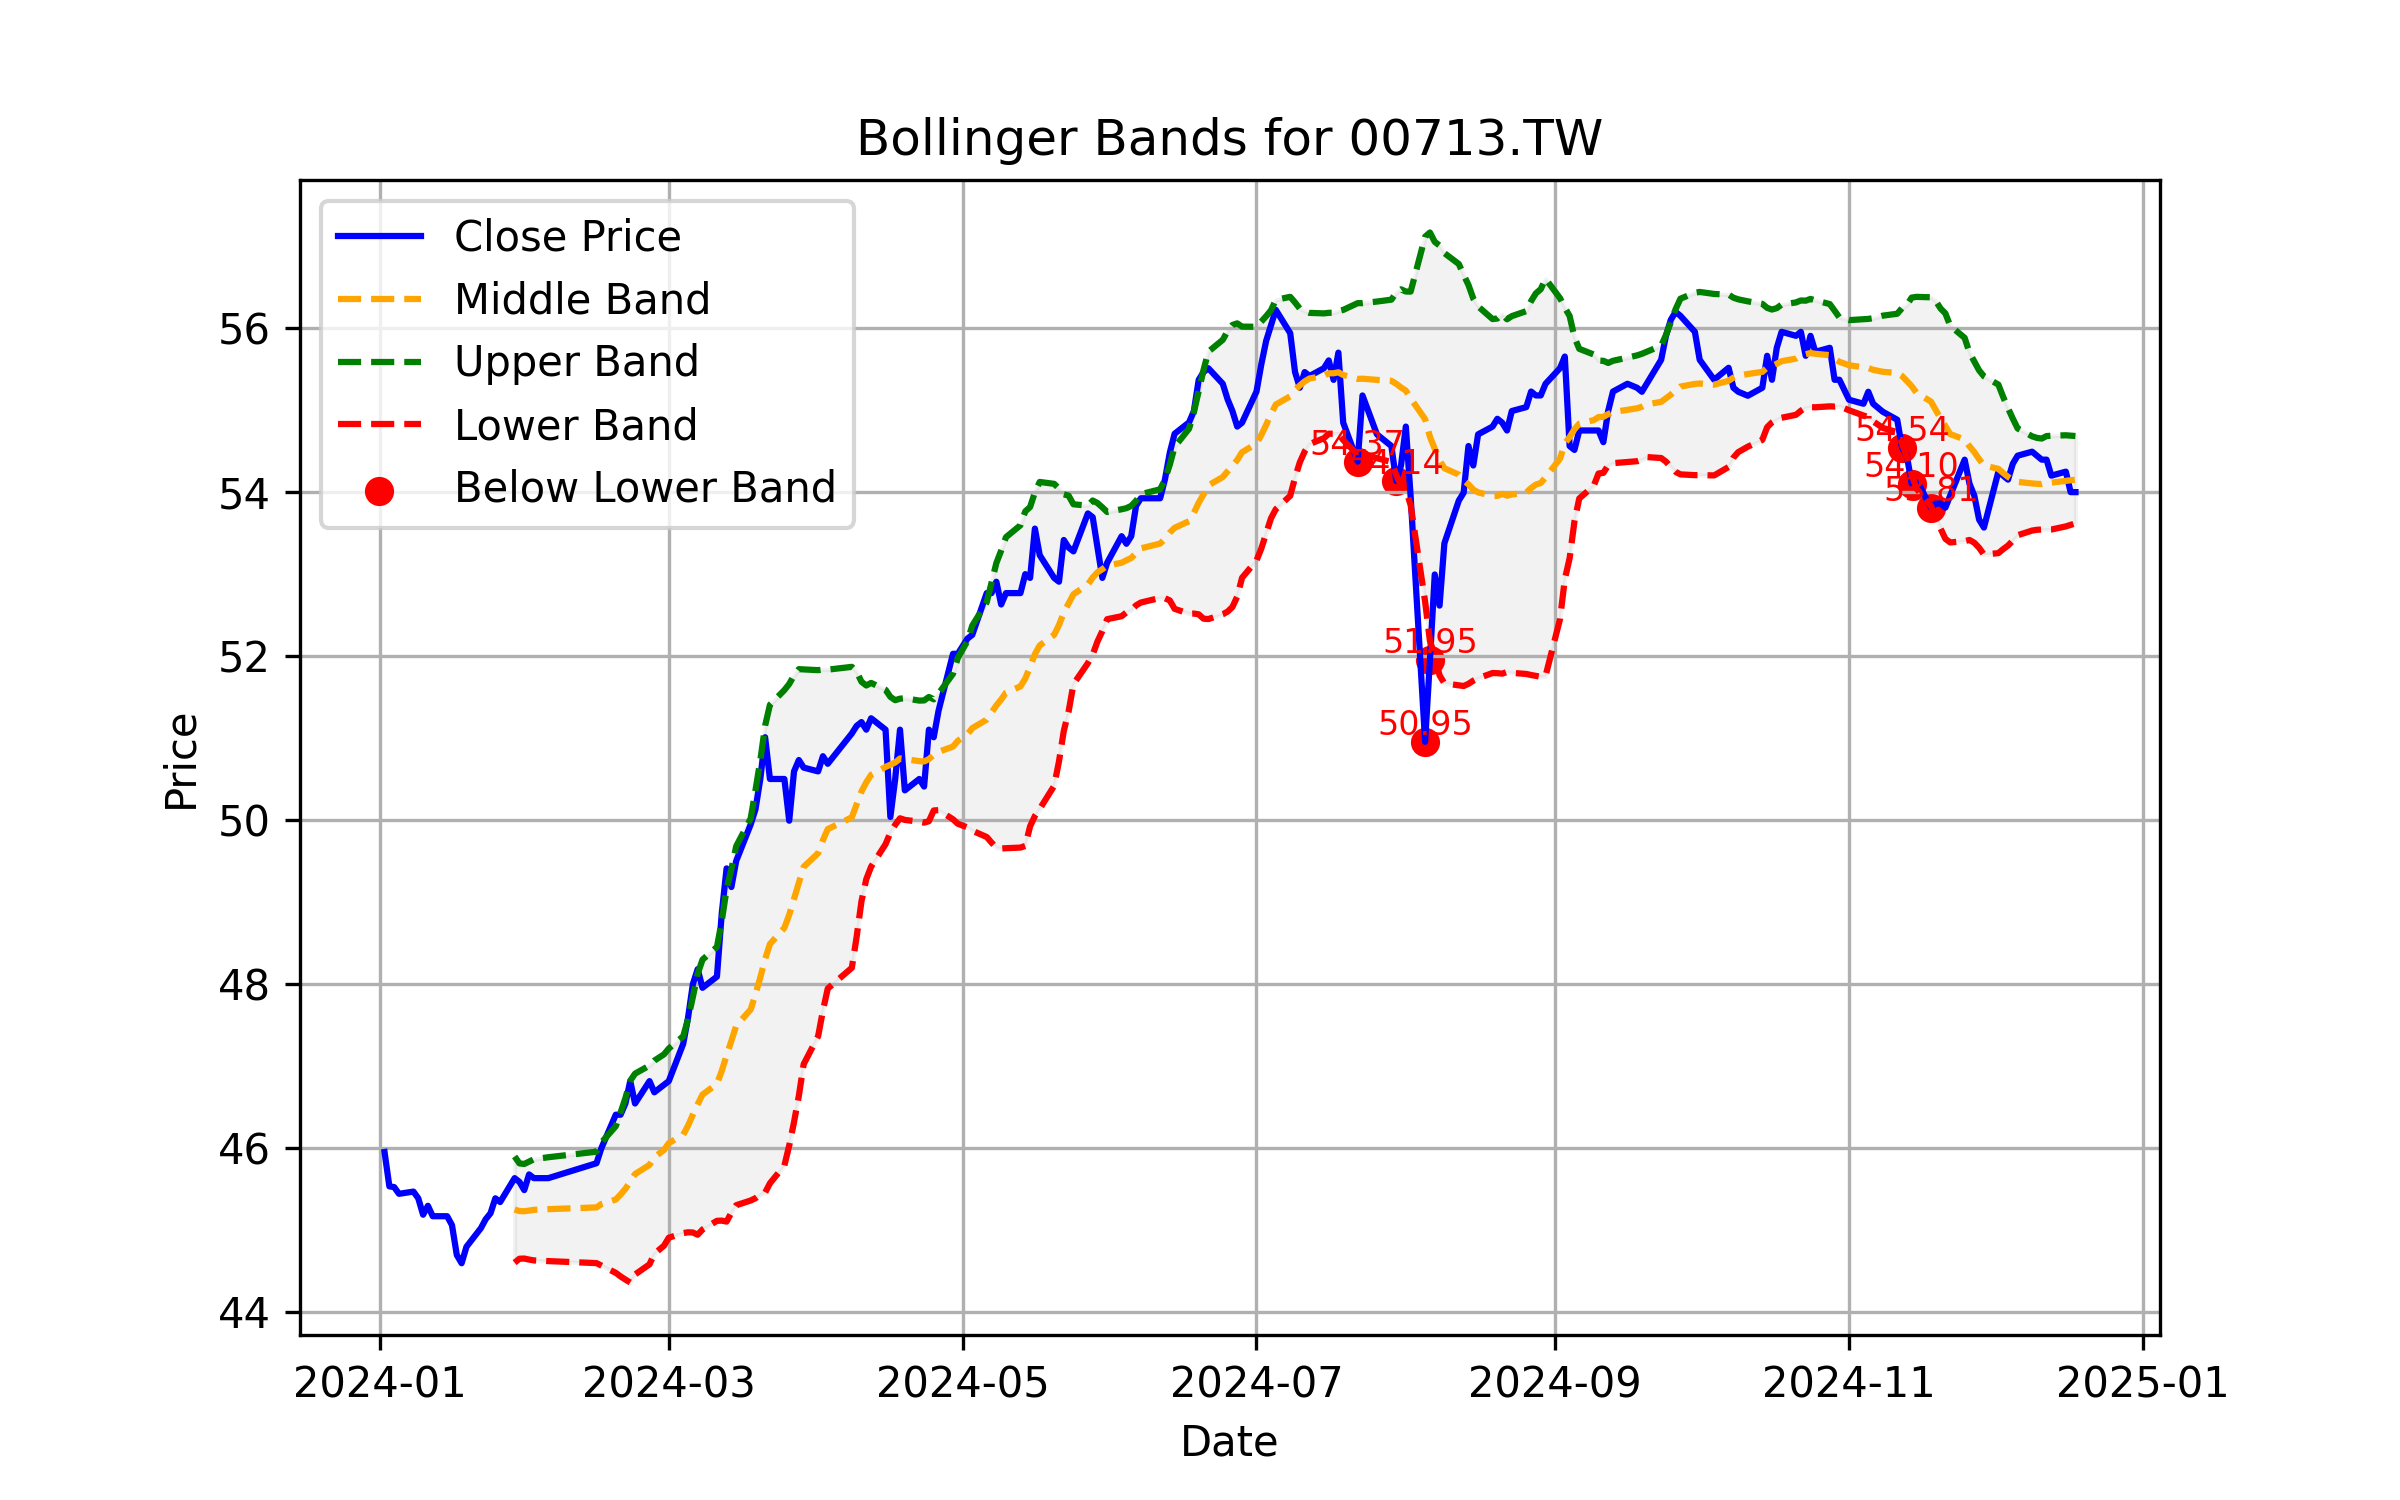 Bollinger Bands for 00713.TW
Close Price
Middle Band
Upper Band
Lower Band
Below Lower Band
Price
56
54
52
50
48
46
44
54.37
54.14
51.95
50.95
54.54
54.10
53.81
2024-01
2024-03
2024-05
2024-07
2024-09
2024-11
2025-01
Date